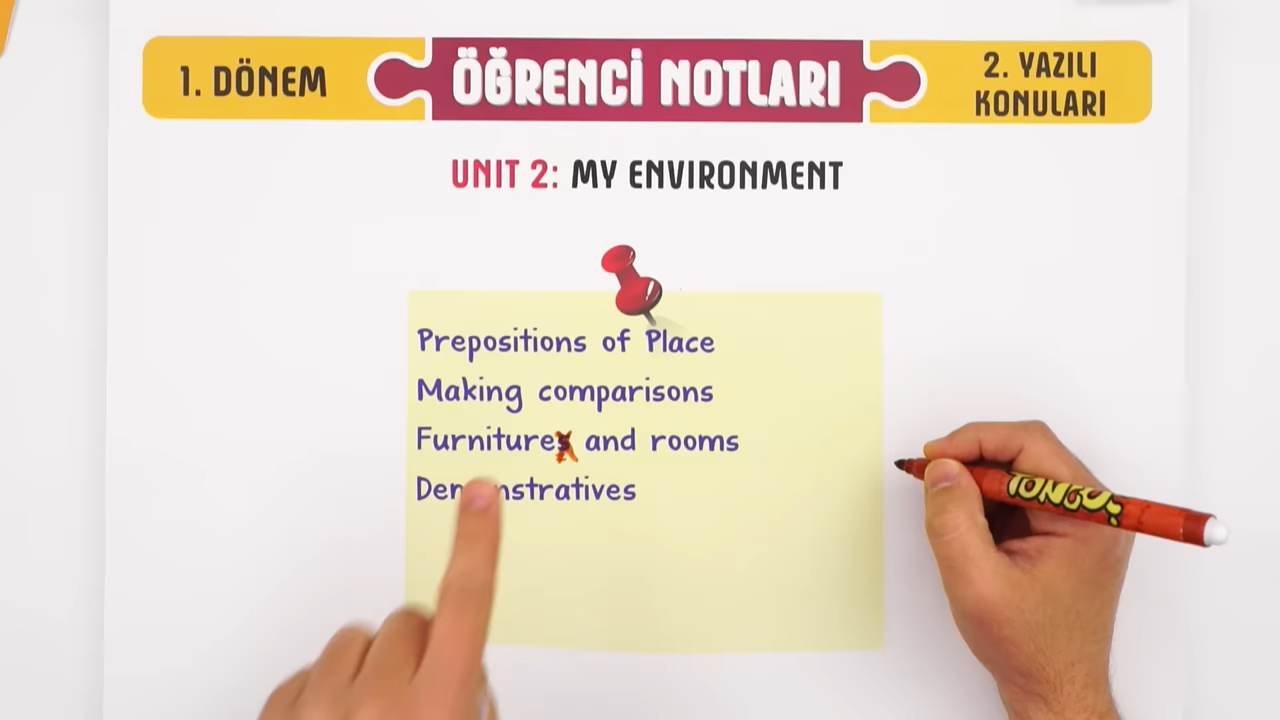 1. DÖNEM
ÖĞRENCİ NOTLARI
2. YAZILI
KONULARI
UNIT 2: MY ENVIRONMENT
Prepositions of Place
Making comparisons
Furnitures and rooms
Demonstratives